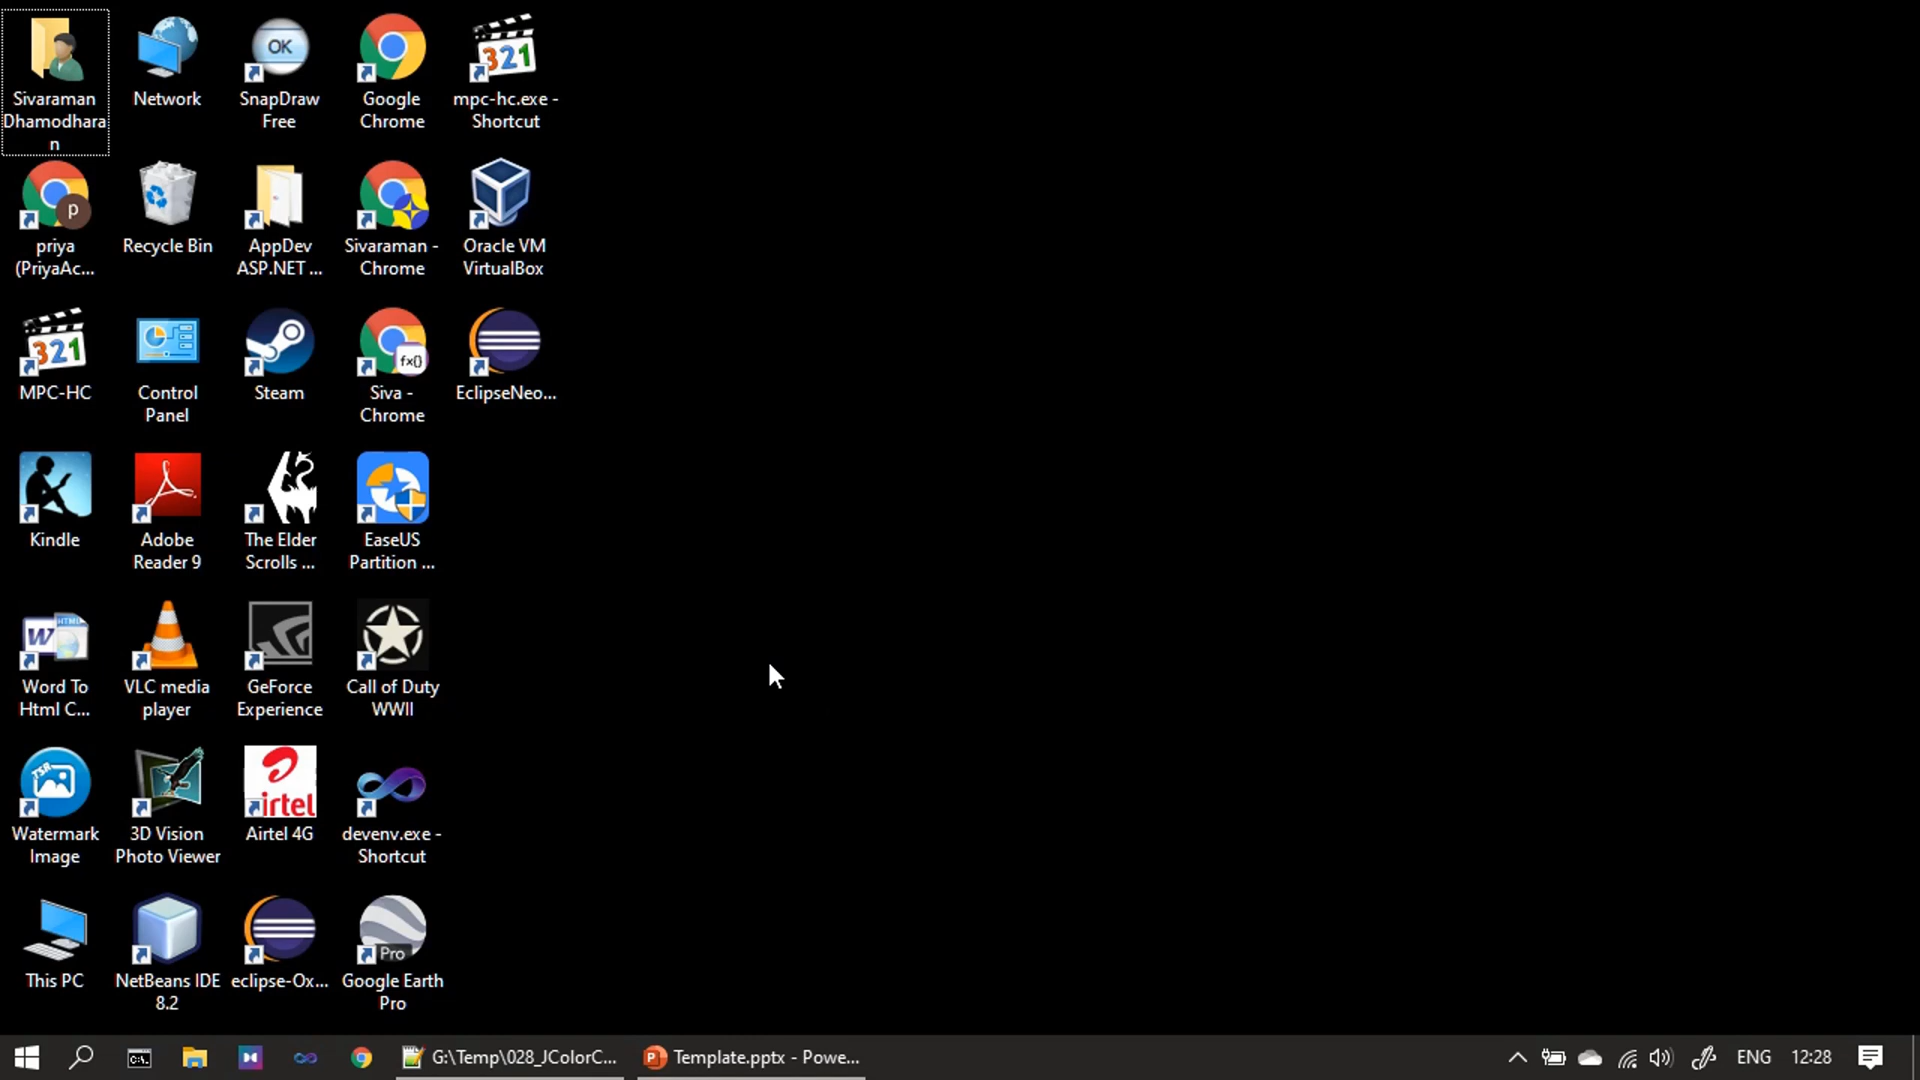 Sivaraman
Dhamodhara
n
Network
OK
SnapDraw
Free
Google
Chrome
321
mpc-hc.exe -
Shortcut
p
priya
(PriyaAc...
Recycle Bin
AppDev
ASP.NET ...
Sivaraman -
Chrome
Oracle VM
VirtualBox
321
MPC-HC
Control
Panel
Steam
fx{}
Siva -
Chrome
EclipseNeo...
Kindle
Adobe
Reader 9
The Elder
Scrolls ...
EaseUS
Partition ...
W
HTML
Word To
Html C...
VLC media
player
GeForce
Experience
Call of Duty
WWII
TSR
Watermark
Image
3D Vision
Photo Viewer
airtel
Airtel 4G
devenv.exe -
Shortcut
This PC
NetBeans IDE
8.2
eclipse-Ox...
Pro
Google Earth
Pro
G:\Temp\028_JColorC...
Template.pptx - Powe...
ENG
12:28